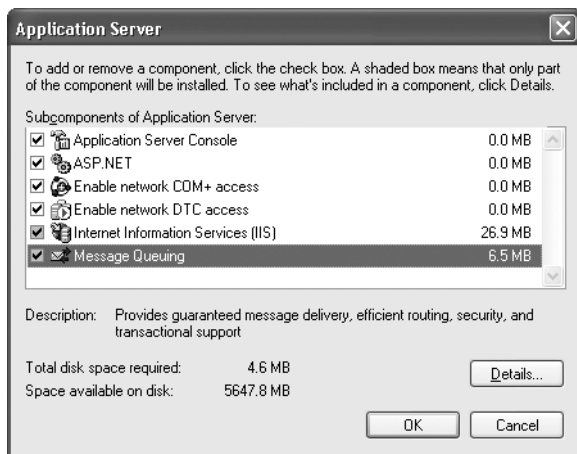 Application Server
To add or remove a component, click the check box. A shaded box means that only part
of the component will be installed. To see what's included in a component, click Details.
Subcomponents of Application Server:
Application Server Console 0.0 MB
ASP.NET 0.0 MB
Enable network COM+ access 0.0 MB
Enable network DTC access 0.0 MB
Internet Information Services (IIS) 26.9 MB
Message Queuing 6.5 MB
Description: Provides guaranteed message delivery, efficient routing, security, and
transactional support
Total disk space required: 4.6 MB
Space available on disk: 5647.8 MB
Details...
OK Cancel